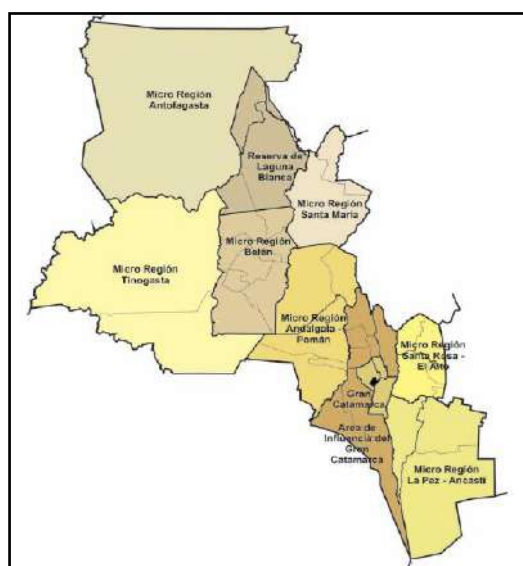 Micro Región
Antofagasta
Reserva de
Laguna
Blanca
Micro Región
Santa María
Micro Región
Belén
Micro Región
Tinogasta
Micro Región
Andalgala -
Pomán
Micro Región
Santa Rosa -
El Alto
Gran
Catamarca
Area de
Influencia del
Gran
Catamarca
Micro Región
La Paz - Ancasti